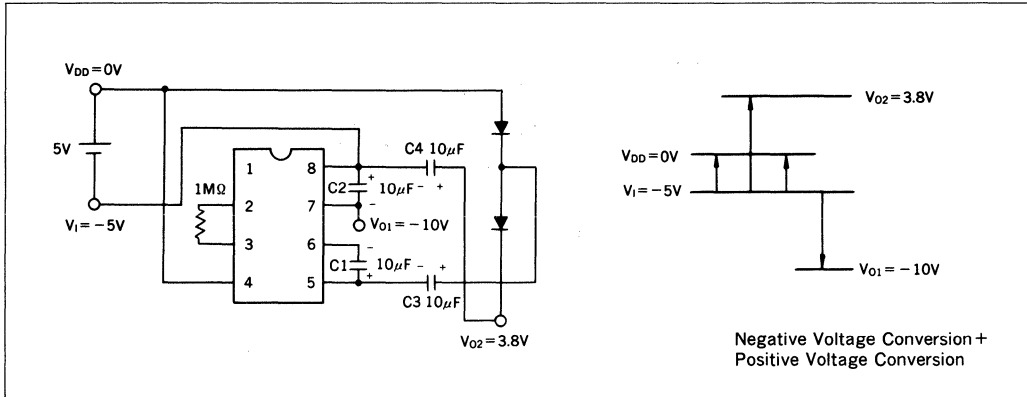 VDD=0V
5V
VI=-5V
1MΩ
1
2
3
4
8
7
6
5
C2
10μF
+
-
C4 10μF
-
+
VO1=-10V
C1
10μF
-
+
C3 10μF
-
+
VO2=3.8V
VO2=3.8V
VDD=0V
VI=-5V
VO1=-10V
Negative Voltage Conversion+
Positive Voltage Conversion